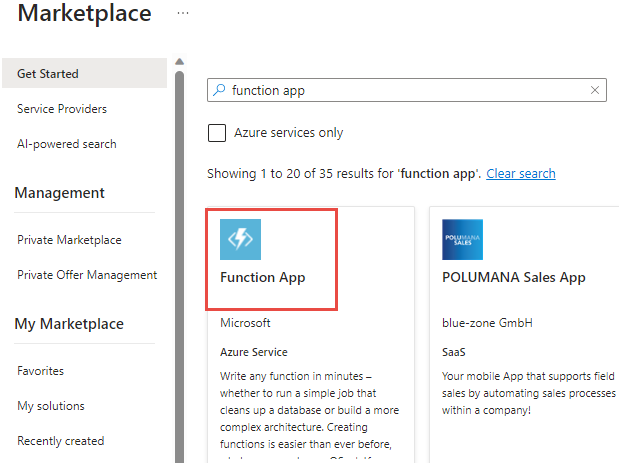 Marketplace ...
Get Started
Service Providers
AI-powered search
Management
Private Marketplace
Private Offer Management
My Marketplace
Favorites
My solutions
Recently created
function app
Azure services only
Showing 1 to 20 of 35 results for 'function app'. Clear search
Function App
Microsoft
Azure Service
Write any function in minutes –
whether to run a simple job that
cleans up a database or build a more
complex architecture. Creating
functions is easier than ever before,
POLUMANA
SALES
POLUMANA Sales App
blue-zone GmbH
SaaS
Your mobile App that supports field
sales by automating sales processes
within a company!